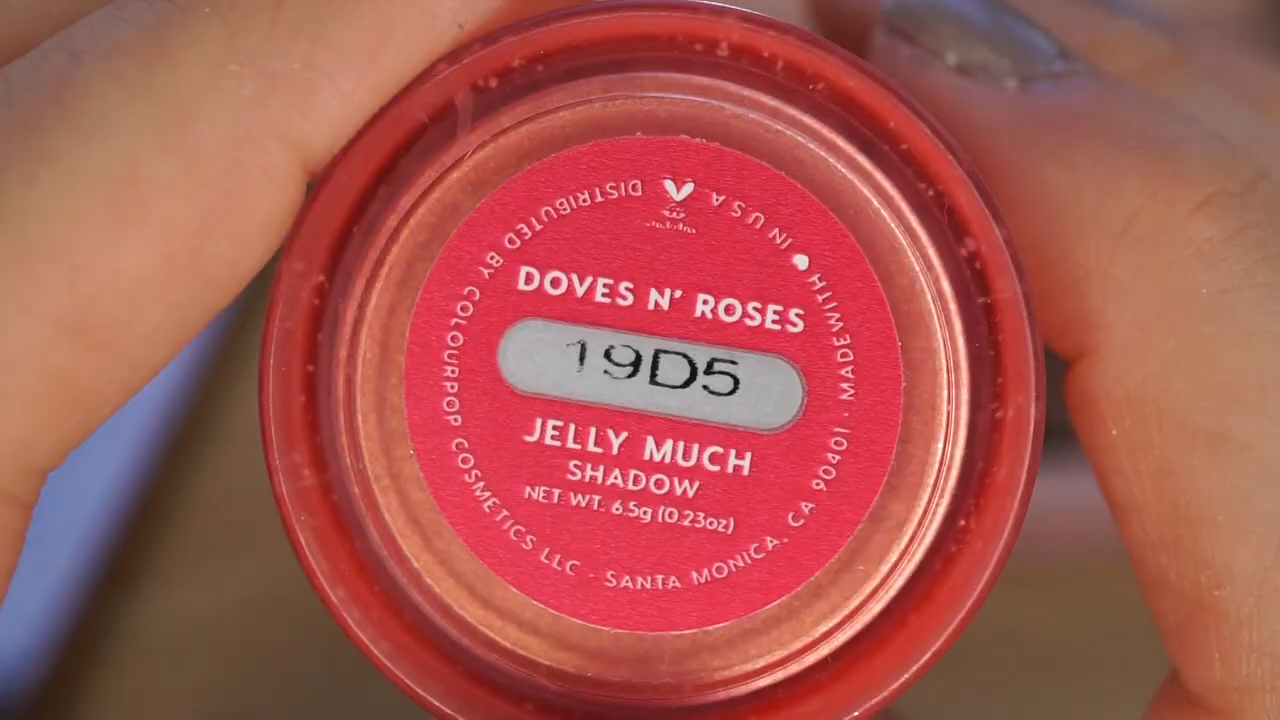 DOVES N' ROSES
19D5
JELLY MUCH
SHADOW
NET WT. 6.5g (0.23oz)
DISTRIBUTED BY COLOURPOP COSMETICS LLC · SANTA MONICA, CA 90401 · MADE WITH IN U.S.A